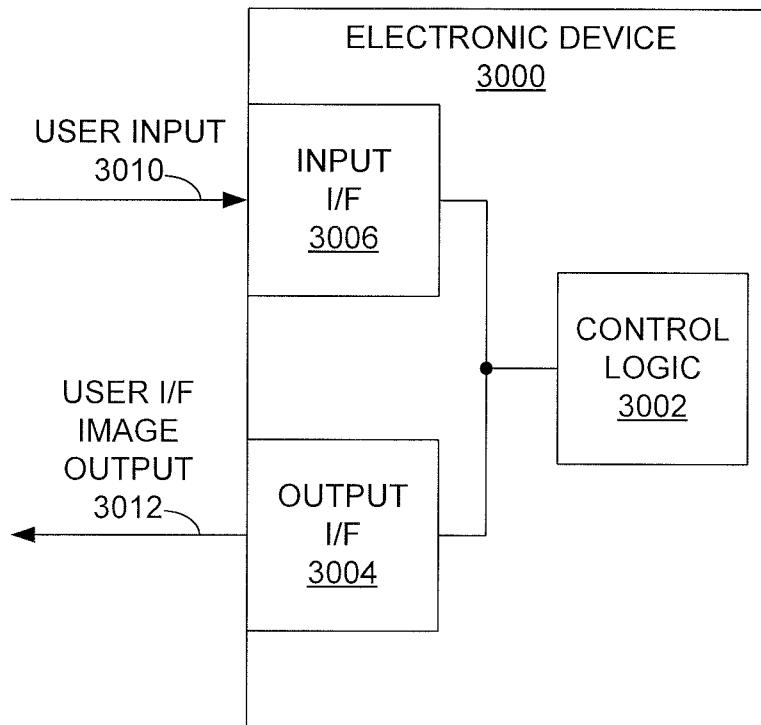 ELECTRONIC DEVICE
3000
USER INPUT
3010
INPUT
I/F
3006
CONTROL
LOGIC
3002
USER I/F
IMAGE
OUTPUT
3012
OUTPUT
I/F
3004